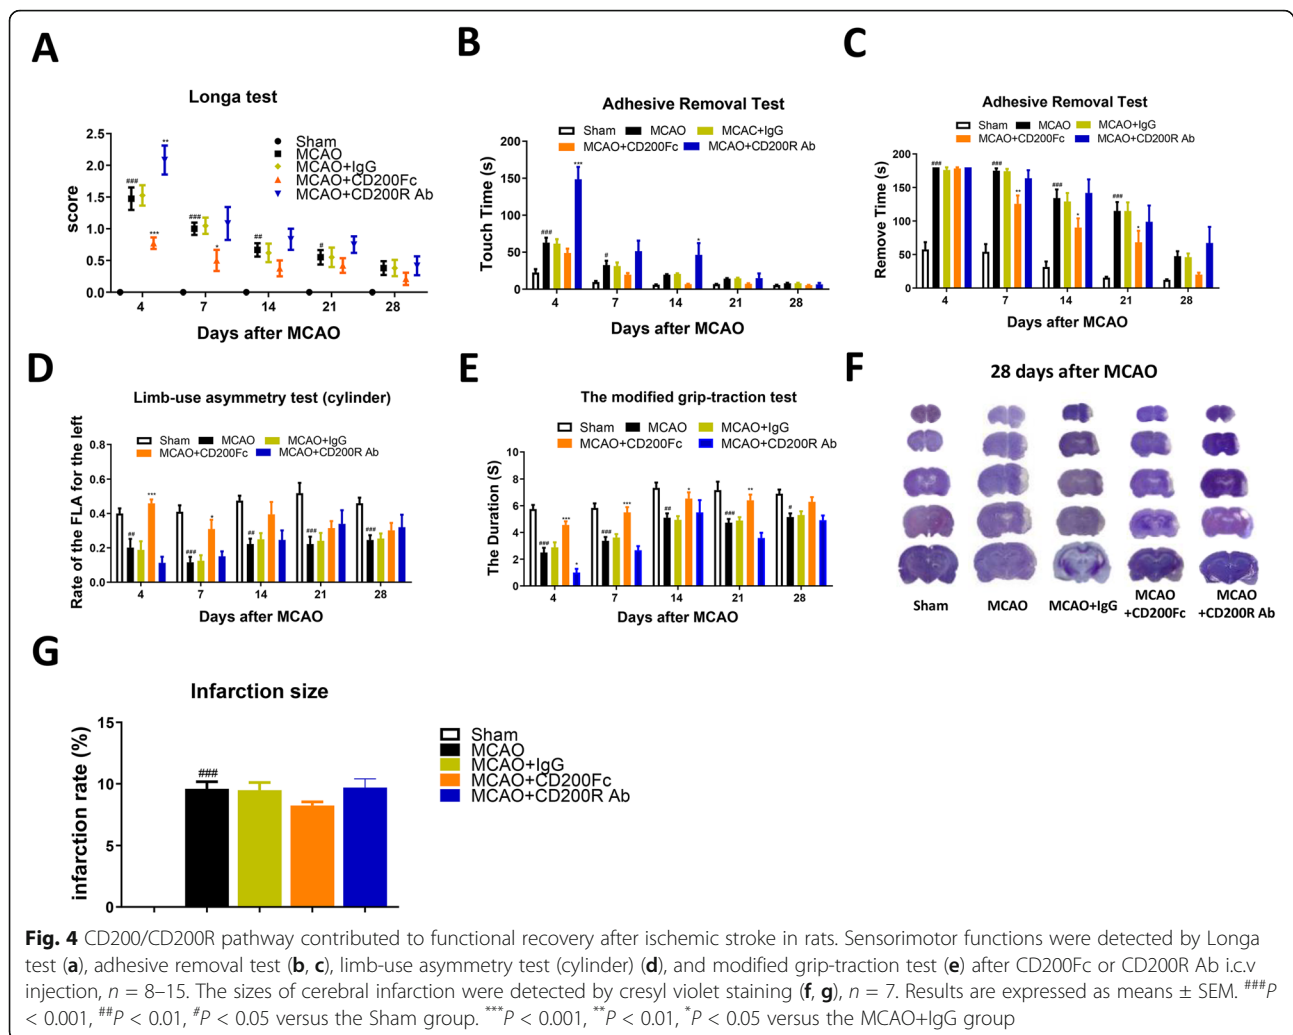 A
Longa test
2.5
2.0
1.5
1.0
0.5
0.0
score
Sham
MCAO
MCAO+IgG
MCAO+CD200Fc
MCAO+CD200R Ab
###
***
**
###
*
##
#
4 7 14 21 28
Days after MCAO
B
Adhesive Removal Test
Sham MCAO MCAC+IgG
MCAO+CD200Fc MCAO+CD200R Ab
200
150
100
50
0
Touch Time (s)
###
***
#
*
4 7 14 21 28
Days after MCAO
C
Adhesive Removal Test
Sham MCAO MCAO+IgG
MCAO+CD200Fc MCAO+CD200R Ab
200
150
100
50
0
Remove Time (s)
###
###
**
###
*
###
*
4 7 14 21 28
Days after MCAO
D
Limb-use asymmetry test (cylinder)
Sham MCAO MCAO+IgG
MCAO+CD200Fc MCAO+CD200R Ab
0.8
0.6
0.4
0.2
0.0
Rate of the FLA for the left
##
***
###
*
##
###
###
4 7 14 21 28
Days after MCAO
E
The modified grip-traction test
Sham MCAO MCAO+IgG
MCAO+CD200Fc MCAO+CD200R Ab
10
8
6
4
2
0
The Duration (S)
###
***
*
###
***
##
*
###
**
#
4 7 14 21 28
Days after MCAO
F
28 days after MCAO
Sham
MCAO
MCAO+IgG
MCAO
+CD200Fc
MCAO
+CD200R Ab
G
Infarction size
15
10
5
0
infarction rate (%)
###
Sham
MCAO
MCAO+IgG
MCAO+CD200Fc
MCAO+CD200R Ab
Fig. 4 CD200/CD200R pathway contributed to functional recovery after ischemic stroke in rats. Sensorimotor functions were detected by Longa
test (a), adhesive removal test (b, c), limb-use asymmetry test (cylinder) (d), and modified grip-traction test (e) after CD200Fc or CD200R Ab i.c.v
injection, n = 8–15. The sizes of cerebral infarction were detected by cresyl violet staining (f, g), n = 7. Results are expressed as means ± SEM. ###P
< 0.001, ##P < 0.01, #P < 0.05 versus the Sham group. ***P < 0.001, **P < 0.01, *P < 0.05 versus the MCAO+IgG group